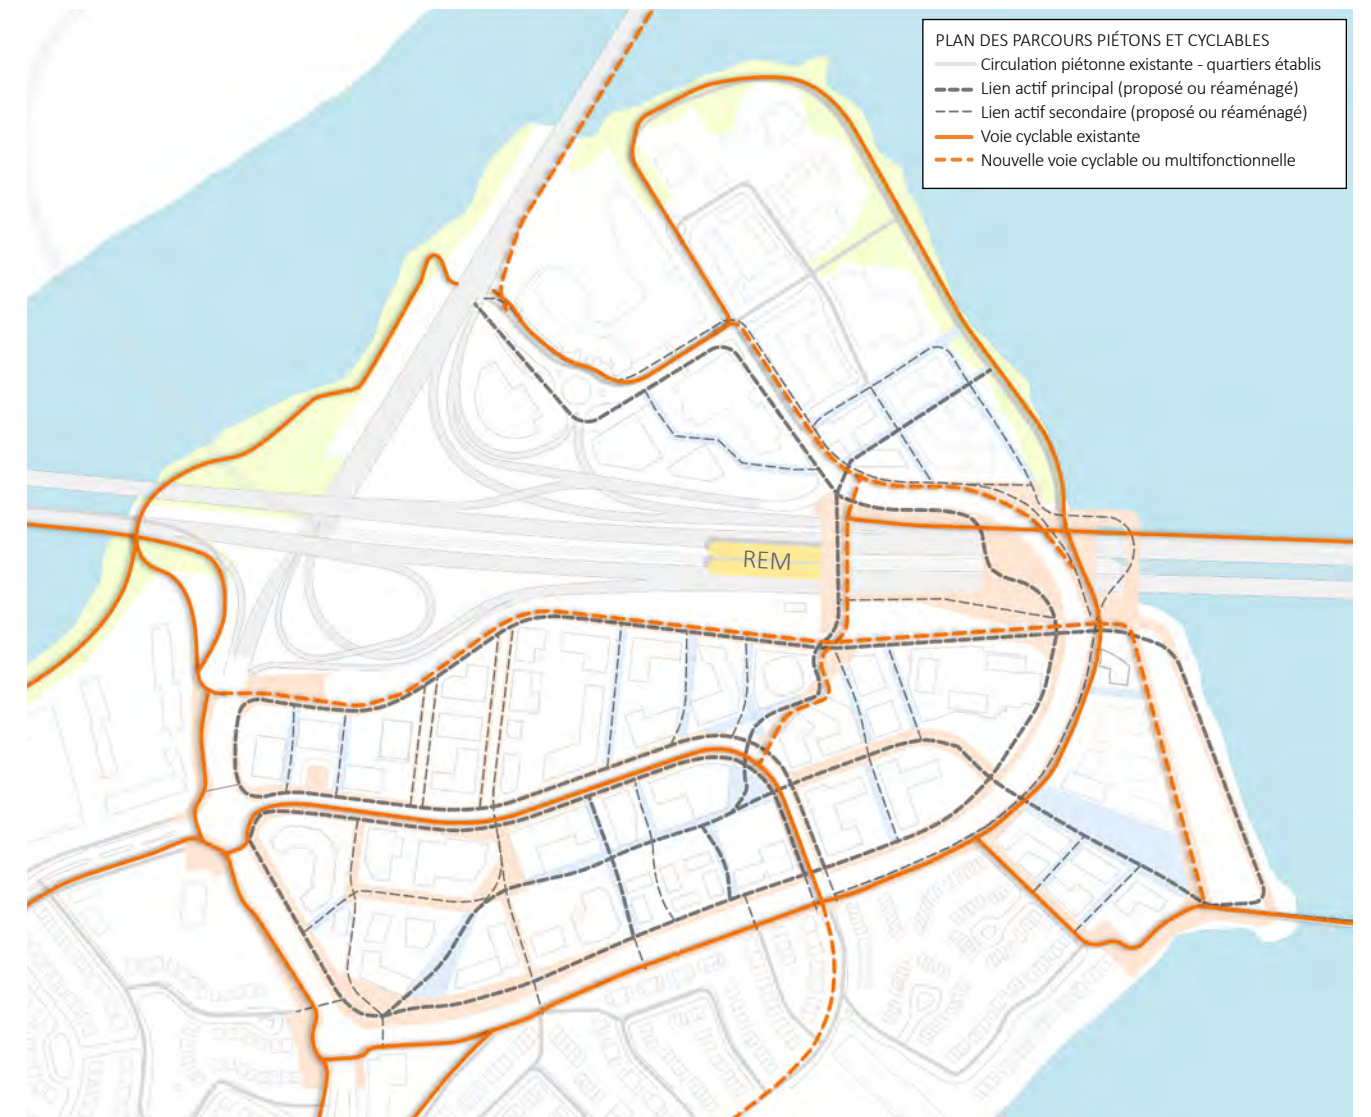 PLAN DES PARCOURS PIÉTONS ET CYCLABLES
Circulation piétonne existante - quartiers établis
Lien actif principal (proposé ou réaménagé)
Lien actif secondaire (proposé ou réaménagé)
Voie cyclable existante
Nouvelle voie cyclable ou multifonctionnelle
REM